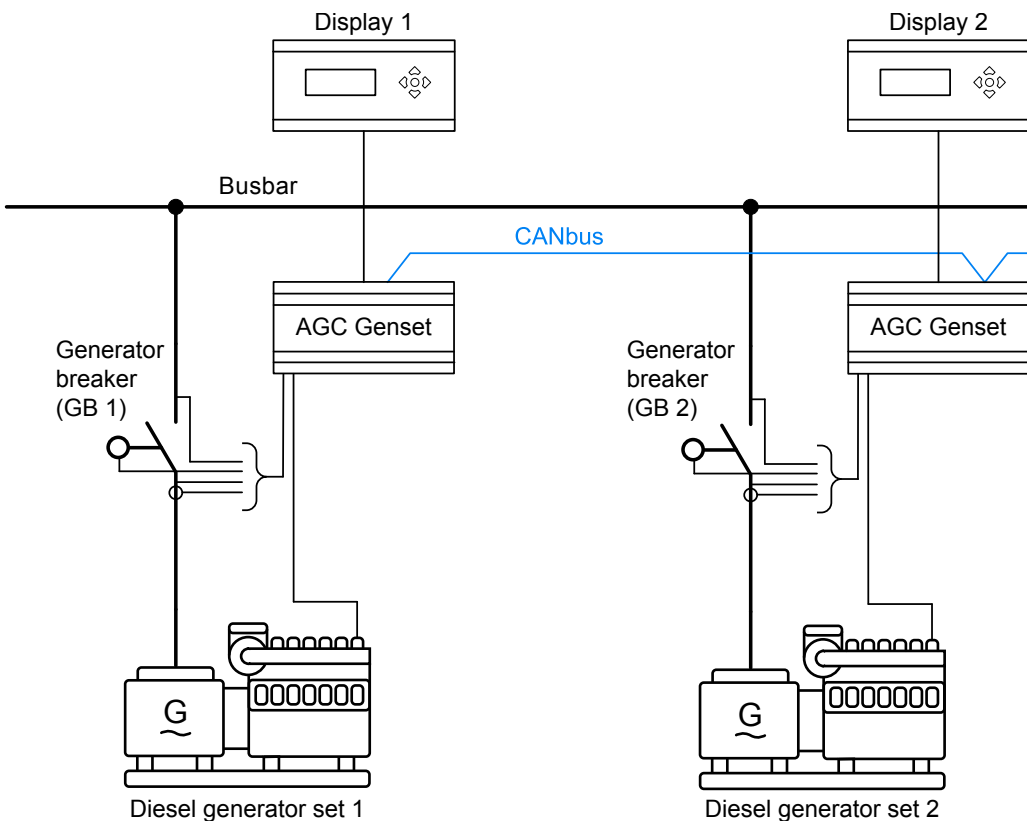 Display 1
Display 2
Busbar
CANbus
AGC Genset
AGC Genset
Generator
breaker
(GB 1)
Generator
breaker
(GB 2)
G
G
Diesel generator set 1
Diesel generator set 2